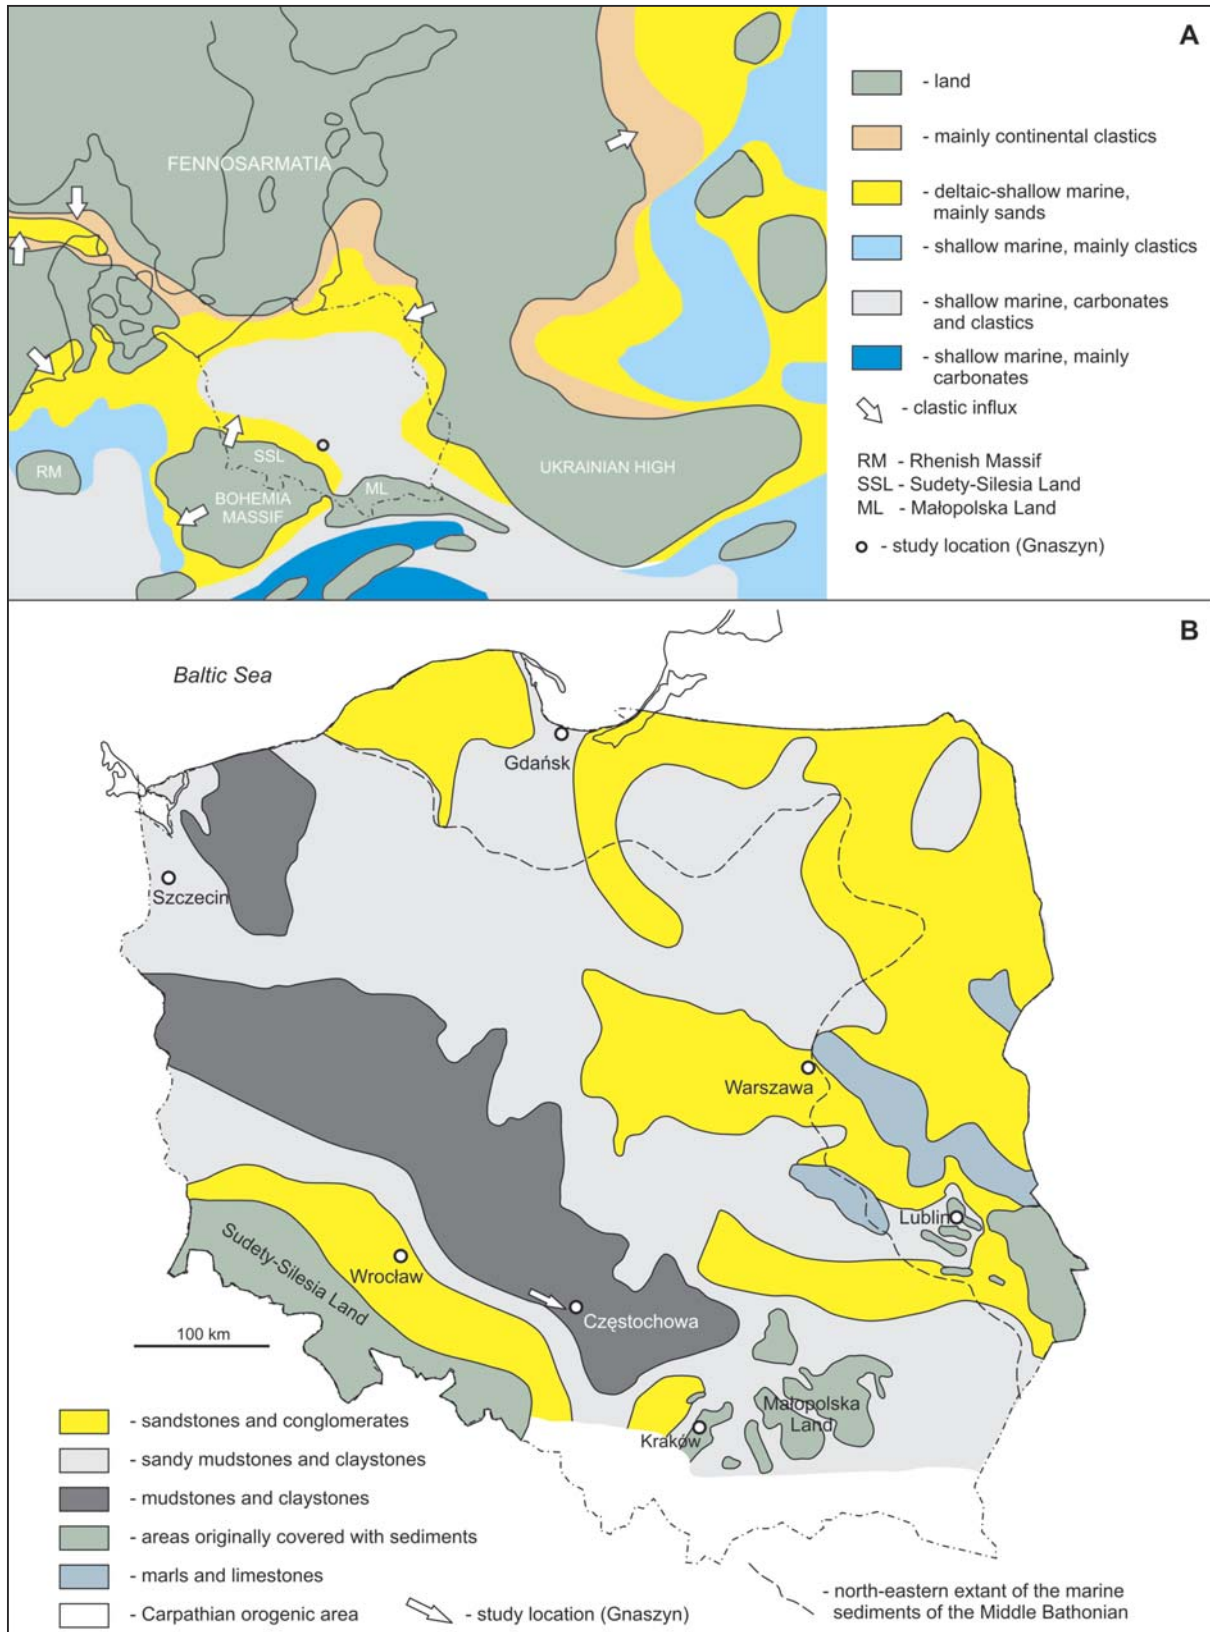 A
FENNOSARMATIA
RM
SSL
BOHEMIA
MASSIF
ML
UKRAINIAN HIGH
- land
- mainly continental clastics
- deltaic-shallow marine,
mainly sands
- shallow marine, mainly clastics
- shallow marine, carbonates
and clastics
- shallow marine, mainly
carbonates
- clastic influx
RM - Rhenish Massif
SSL - Sudety-Silesia Land
ML - Małopolska Land
- study location (Gnaszyn)
B
Baltic Sea
Gdańsk
Szczecin
Warszawa
Lublin
Sudety-Silesia Land
Wrocław
Częstochowa
100 km
Małopolska
Land
Kraków
- sandstones and conglomerates
- sandy mudstones and claystones
- mudstones and claystones
- areas originally covered with sediments
- marls and limestones
- Carpathian orogenic area
- study location (Gnaszyn)
- north-eastern extant of the marine
sediments of the Middle Bathonian